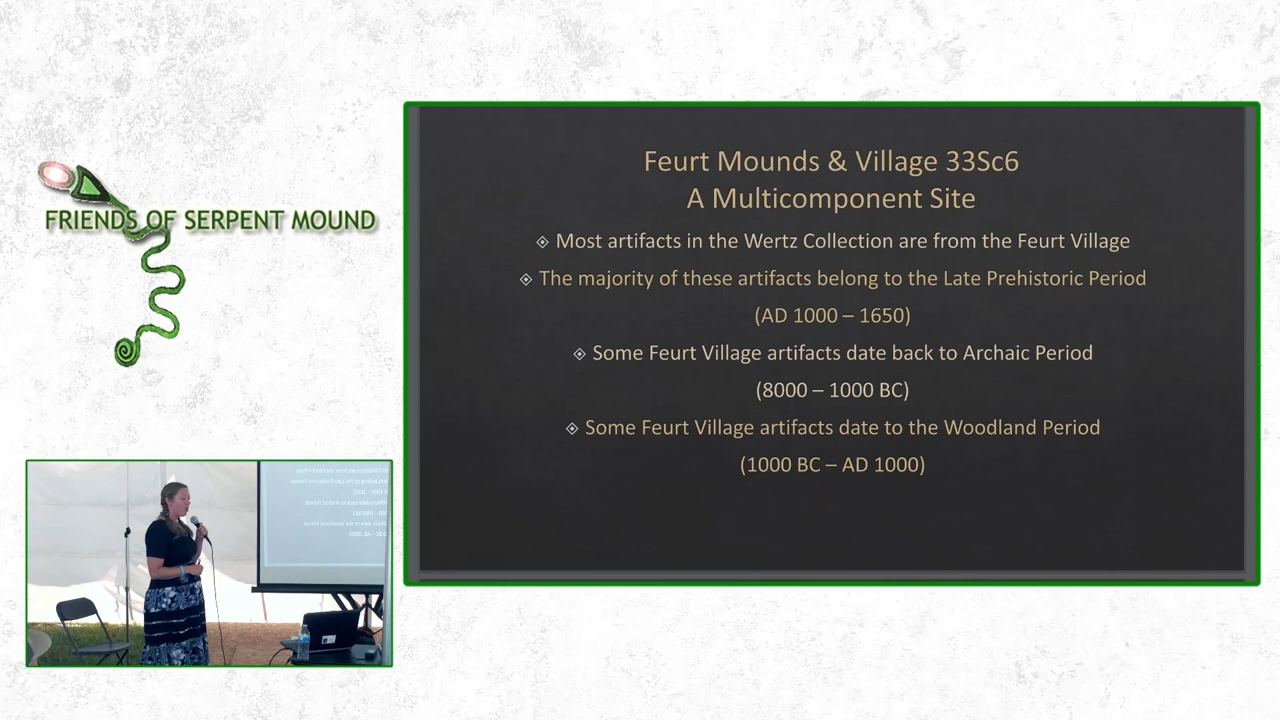 FRIENDS OF SERPENT MOUND
Feurt Mounds & Village 33Sc6
A Multicomponent Site
Most artifacts in the Wertz Collection are from the Feurt Village
The majority of these artifacts belong to the Late Prehistoric Period
(AD 1000 – 1650)
Some Feurt Village artifacts date back to Archaic Period
(8000 – 1000 BC)
Some Feurt Village artifacts date to the Woodland Period
(1000 BC – AD 1000)